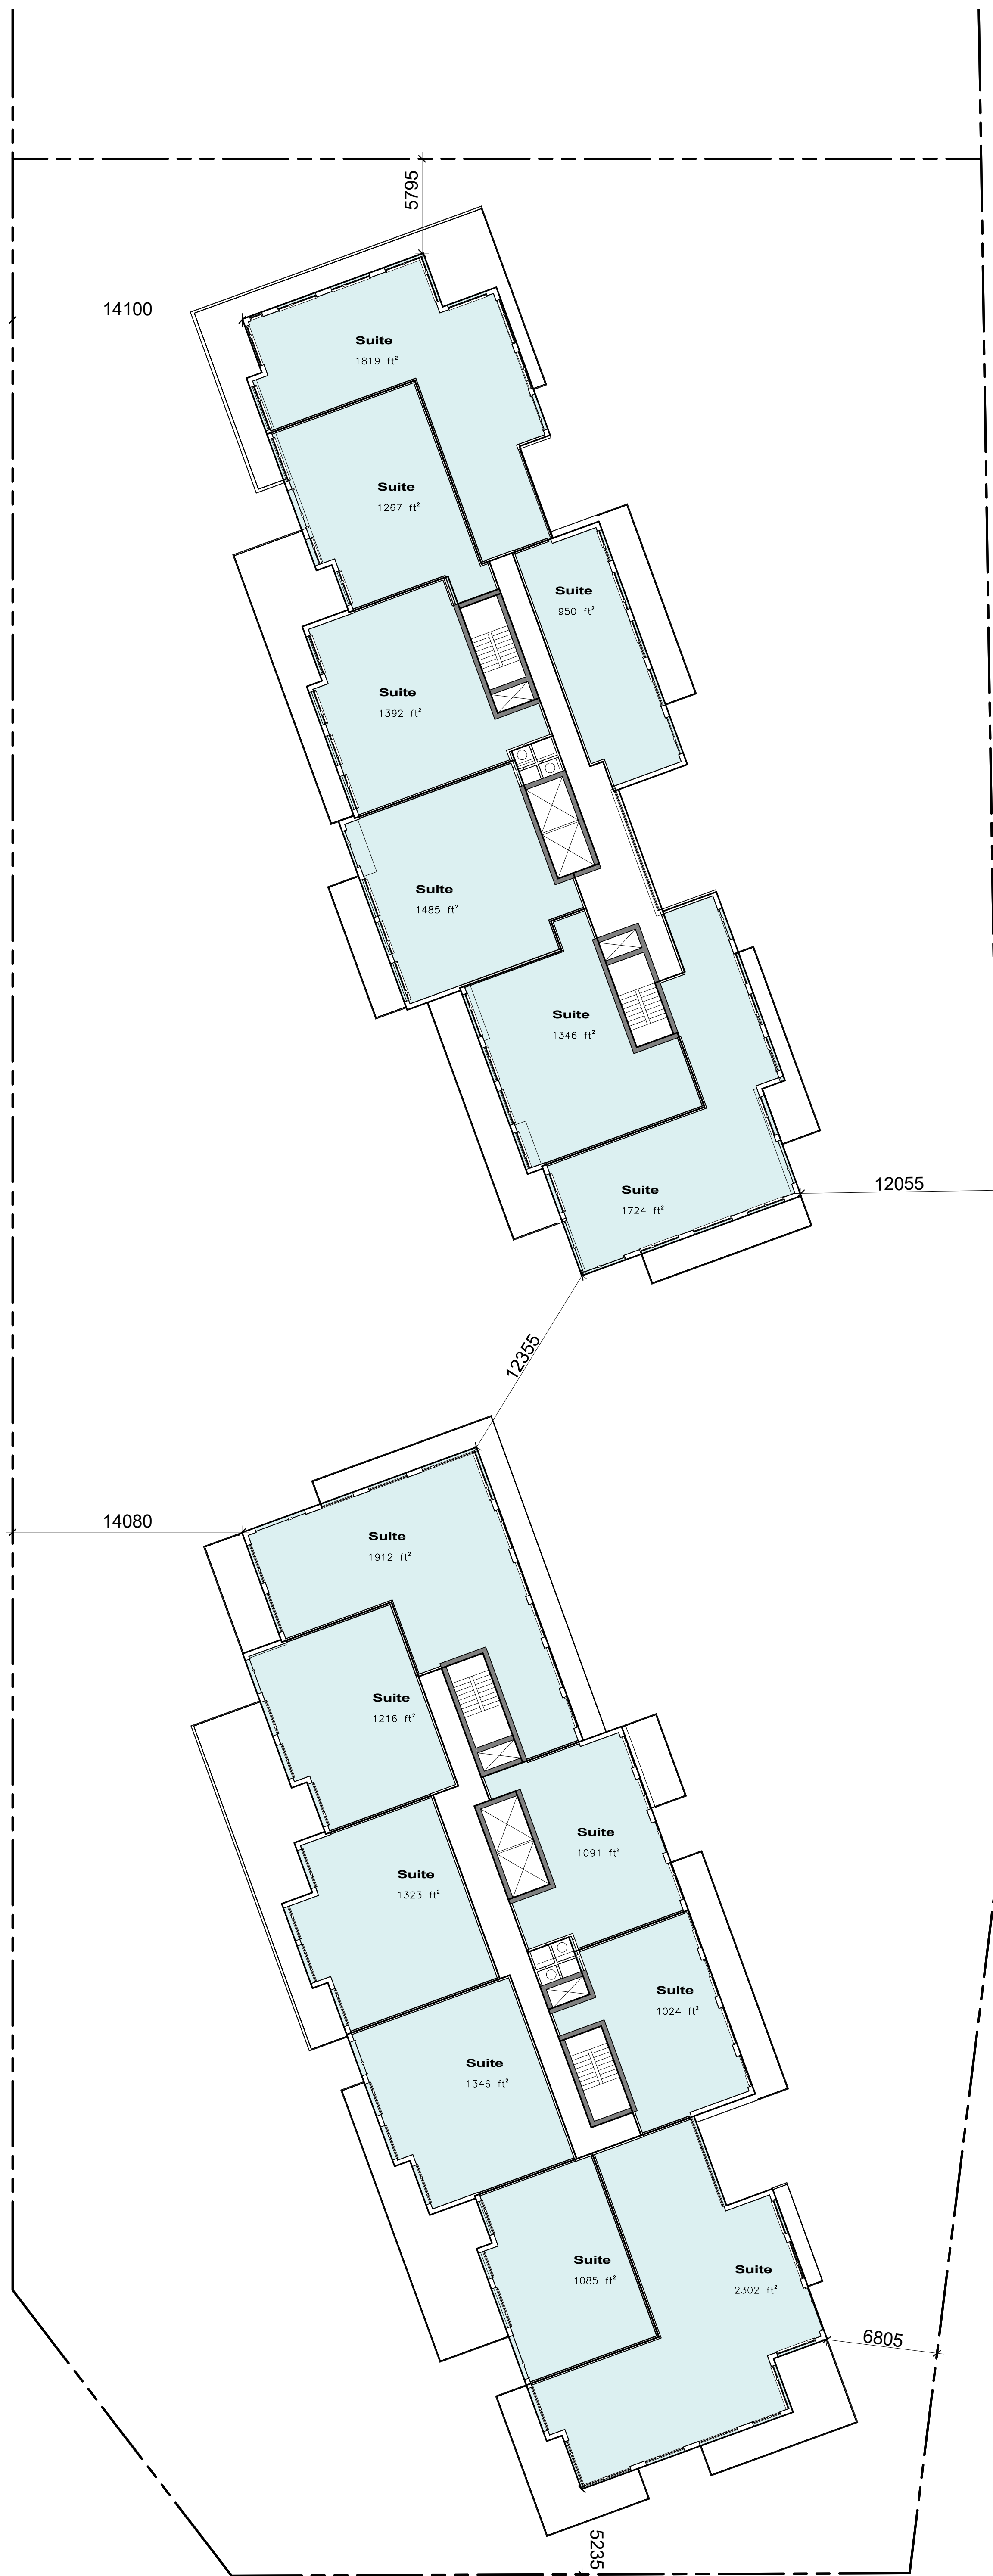 5795
14100
Suite
1819 ft²
Suite
1267 ft²
Suite
950 ft²
Suite
1392 ft²
Suite
1485 ft²
Suite
1346 ft²
Suite
1724 ft²
12055
12355
14080
Suite
1912 ft²
Suite
1216 ft²
Suite
1091 ft²
Suite
1323 ft²
Suite
1024 ft²
Suite
1346 ft²
Suite
1085 ft²
Suite
2302 ft²
6805
5235